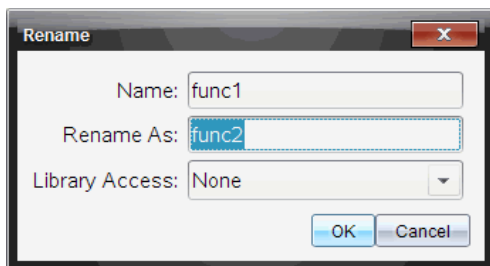 Rename
Name: func1
Rename As: func2
Library Access: None
OK Cancel